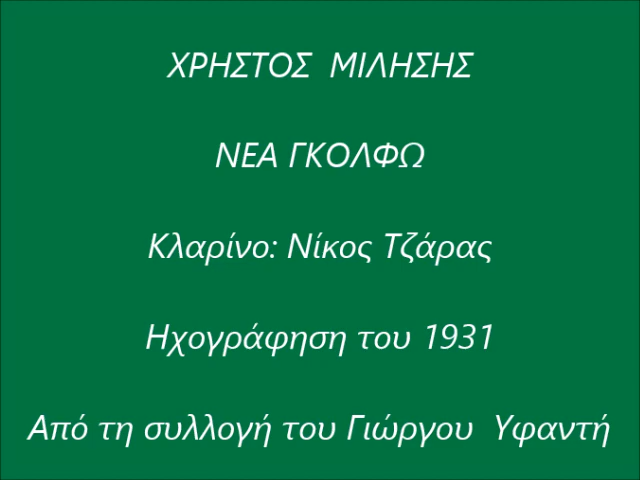 ΧΡΗΣΤΟΣ ΜΙΛΗΣΗΣ
ΝΕΑ ΓΚΟΛΦΩ
Κλαρίνο: Νίκος Τζάρας
Ηχογράφηση του 1931
Από τη συλλογή του Γιώργου Υφαντή